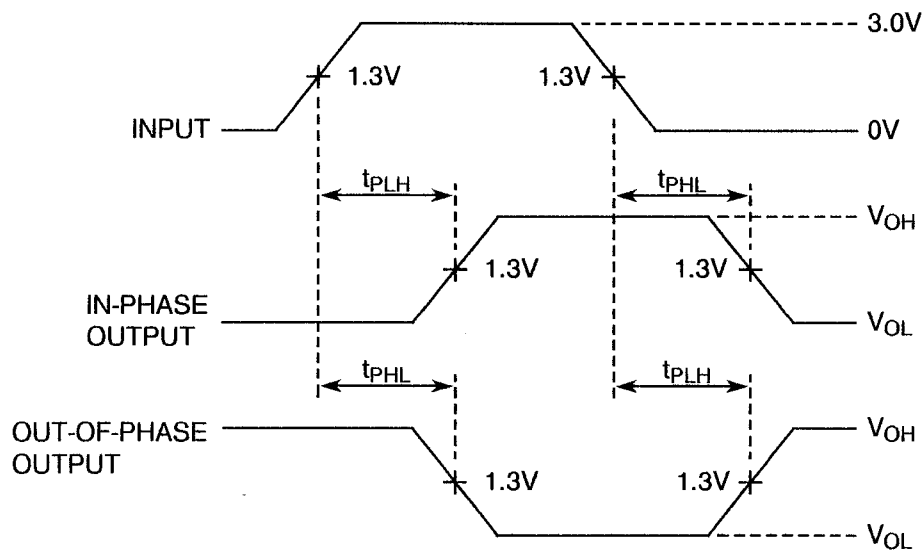 3.0V
1.3V
1.3V
INPUT
0V
tPLH
tPHL
VOH
1.3V
1.3V
IN-PHASE
OUTPUT
VOL
tPHL
tPLH
OUT-OF-PHASE
OUTPUT
VOH
1.3V
1.3V
VOL